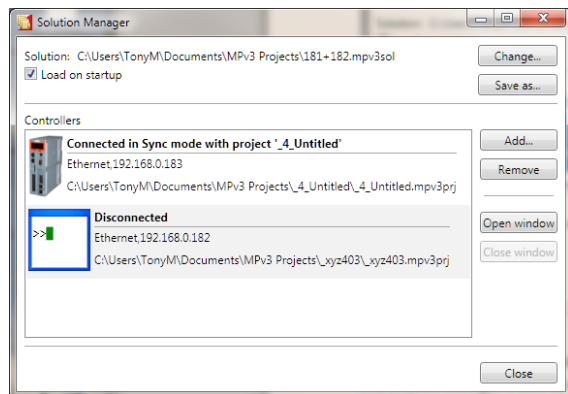 Solution Manager
Solution: C:\Users\TonyM\Documents\MPv3 Projects\181+182.mpv3sol
Change...
Load on startup
Save as...
Controllers
Connected in Sync mode with project '_4_Untitled'
Add...
Ethernet,192.168.0.183
Remove
C:\Users\TonyM\Documents\MPv3 Projects\_4_Untitled\_4_Untitled.mpv3prj
Disconnected
Open window
>>
Ethernet,192.168.0.182
Close window
C:\Users\TonyM\Documents\MPv3 Projects\_xyz403\_xyz403.mpv3prj
Close